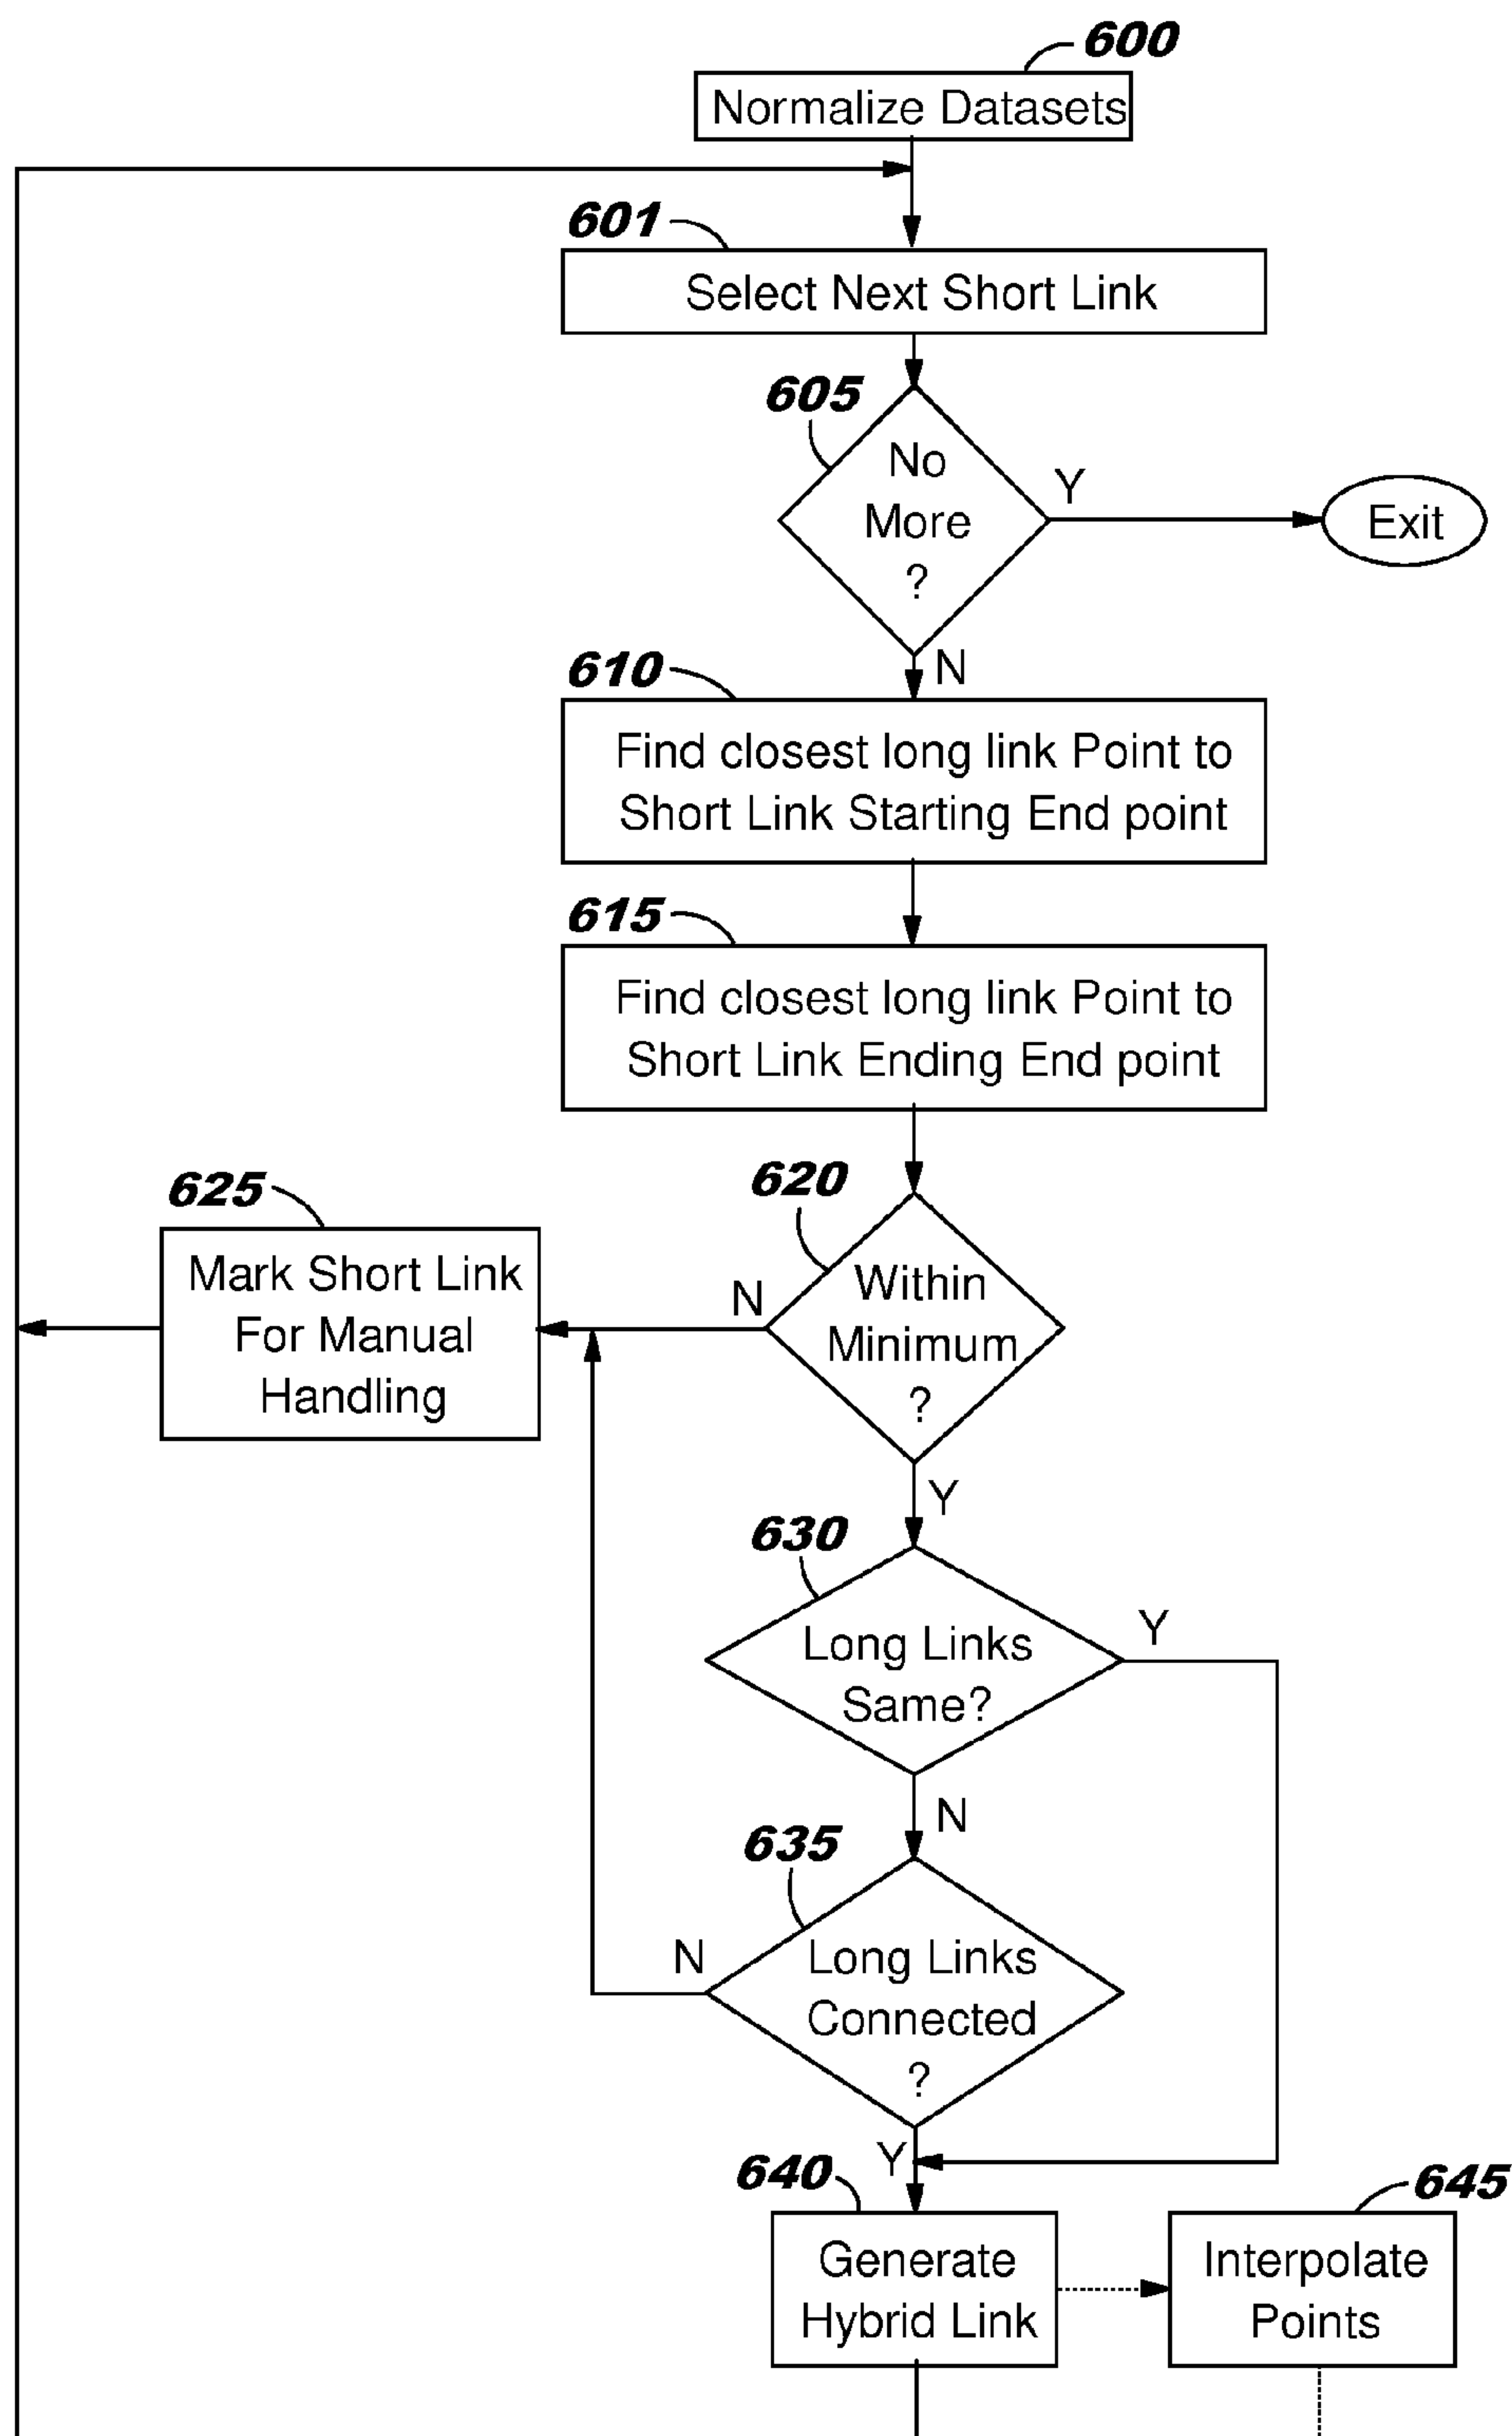 600
Normalize Datasets
601
Select Next Short Link
605
No
More
?
Y
Exit
N
610
Find closest long link Point to
Short Link Starting End point
615
Find closest long link Point to
Short Link Ending End point
620
Within
Minimum
?
N
625
Mark Short Link
For Manual
Handling
Y
630
Long Links
Same?
Y
N
635
Long Links
Connected
?
N
Y
640
Generate
Hybrid Link
645
Interpolate
Points